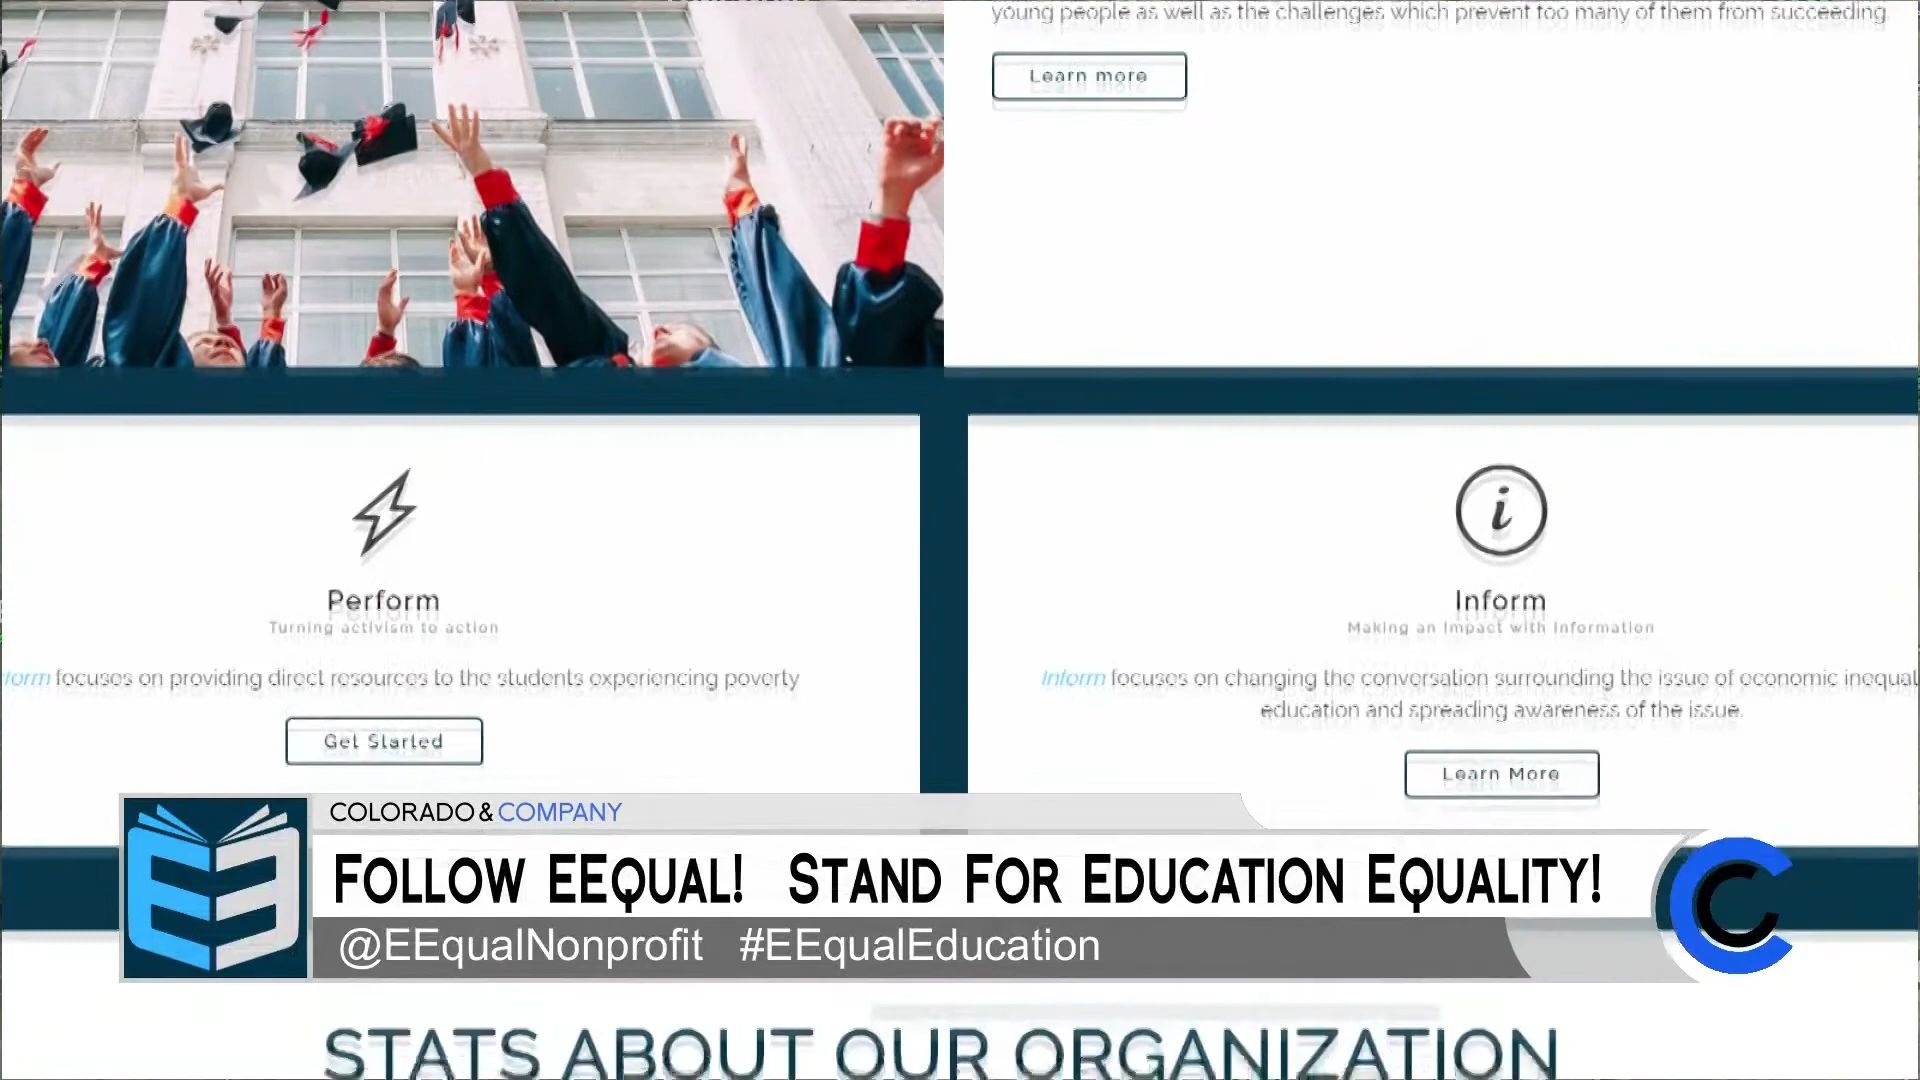 young people as well as the challenges which prevent too many of them from succeeding.
Learn more
Perform
Turning activism to action
form focuses on providing direct resources to the students experiencing poverty
Get Started
Inform
Making an Impact with Information
Inform focuses on changing the conversation surrounding the issue of economic inequal
education and spreading awareness of the issue.
Learn More
COLORADO & COMPANY
FOLLOW EEQUAL! STAND FOR EDUCATION EQUALITY!
@EEqualNonprofit #EEqualEducation
STATS ABOUT OUR ORGANIZATION